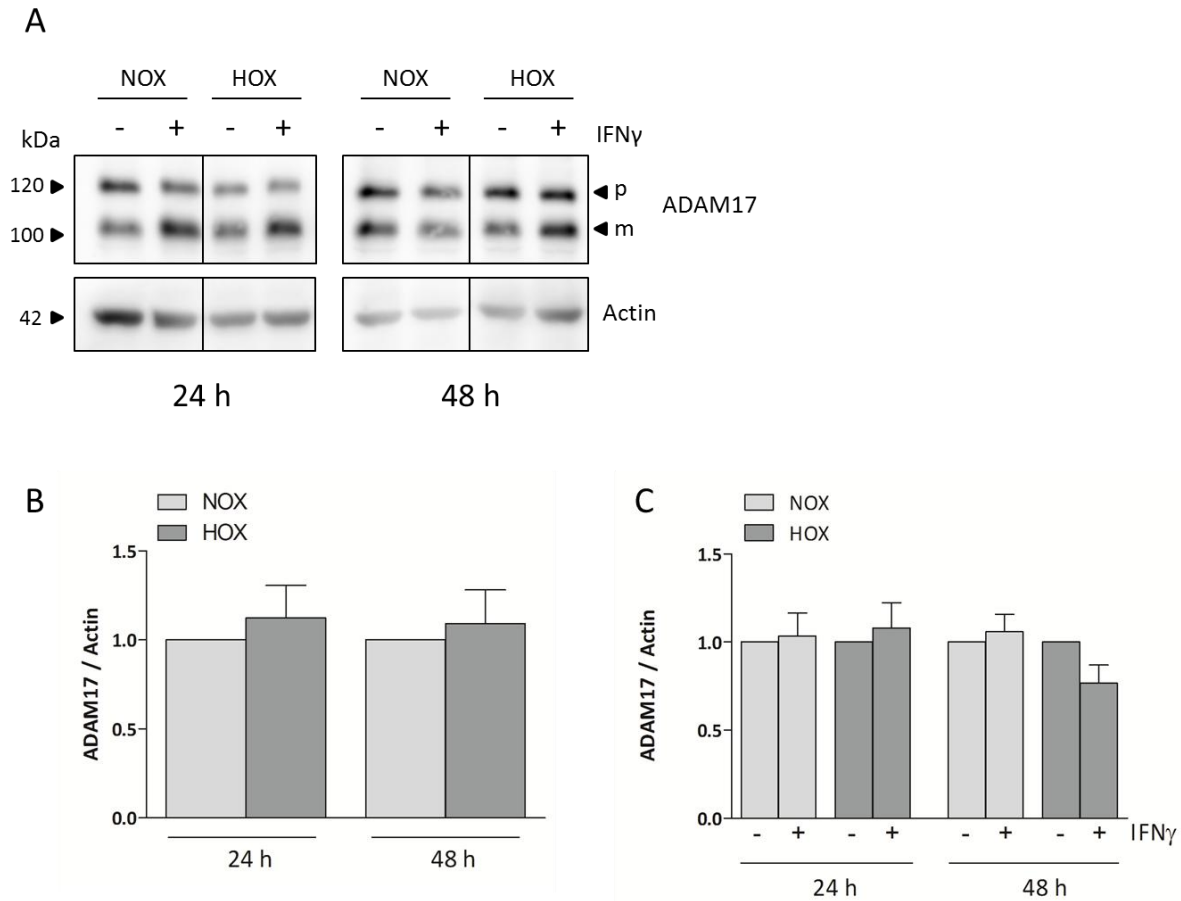 A
NOX HOX NOX HOX
- + - + - + - + IFNγ
kDa
120 p
ADAM17
100 m
42 Actin
24 h 48 h
B
NOX
HOX
1.5
1.0
0.5
0.0
ADAM17 / Actin
24 h 48 h
C
NOX
HOX
1.5
1.0
0.5
0.0
ADAM17 / Actin
- + - + - + - + IFNγ
24 h 48 h